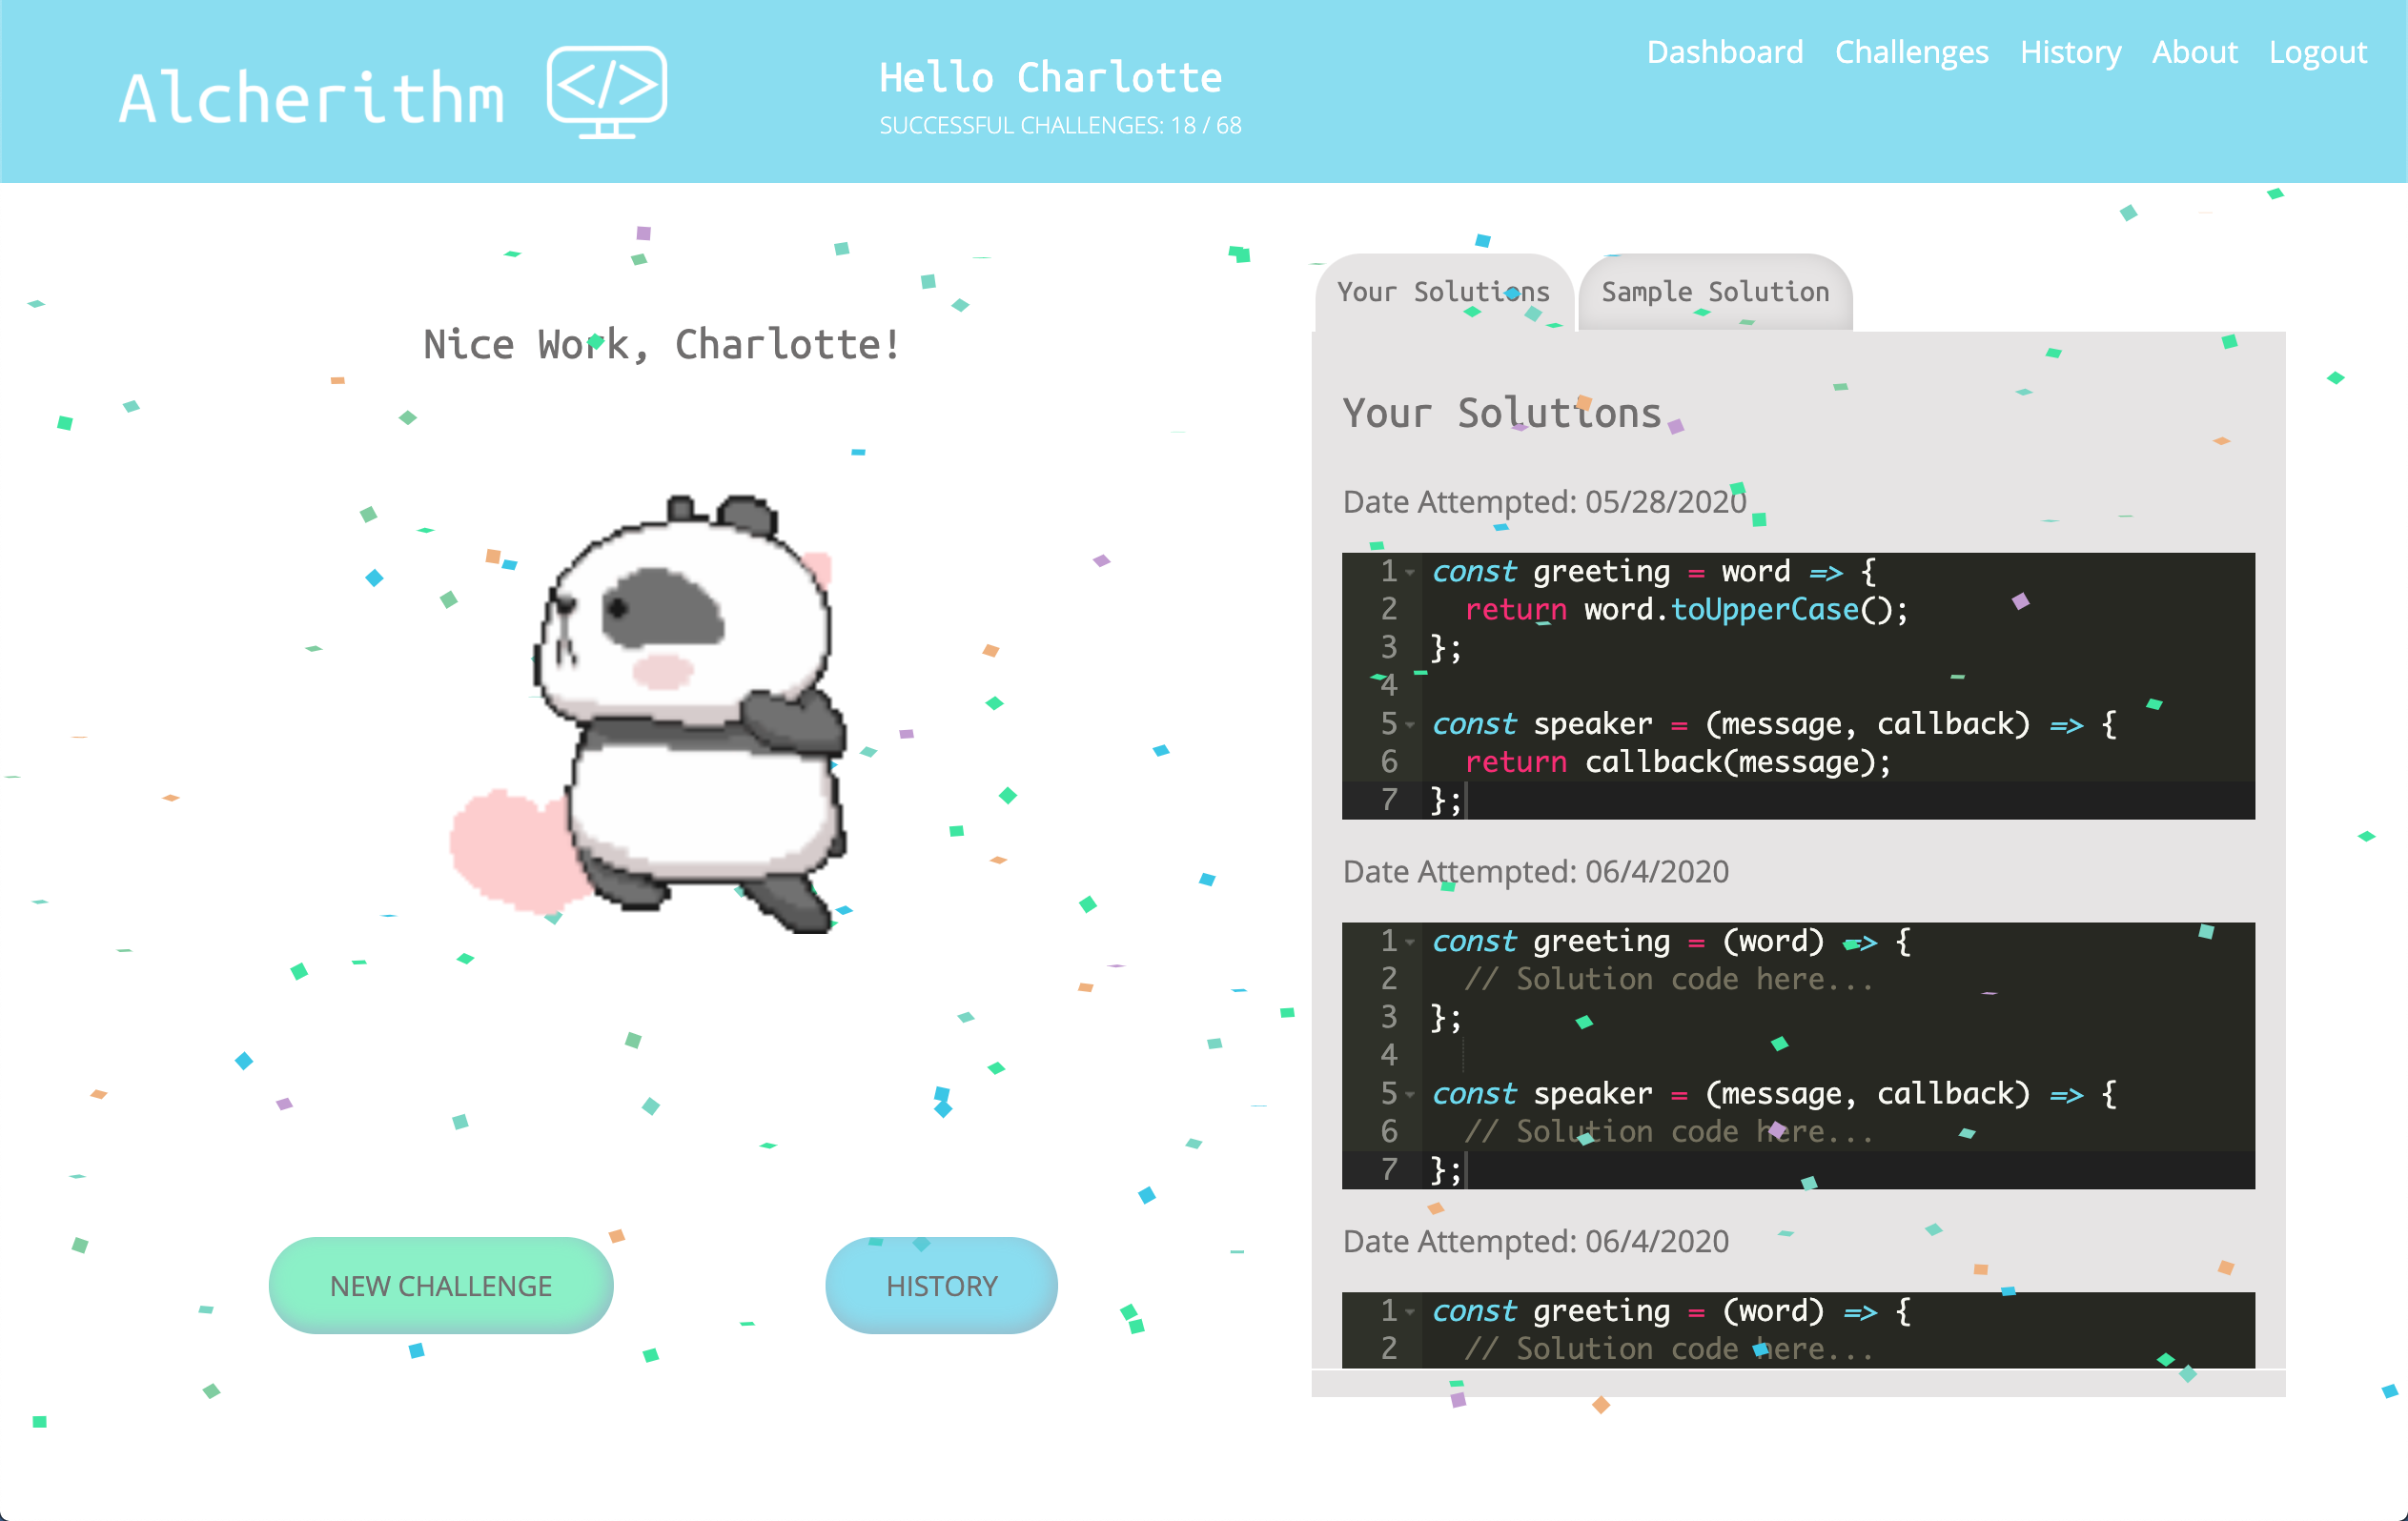 Alcherithm </>
Hello Charlotte
SUCCESSFUL CHALLENGES: 18 / 68
Dashboard Challenges History About Logout
Nice Work, Charlotte!
NEW CHALLENGE
HISTORY
Your Solutions
Sample Solution
Your Solutions
Date Attempted: 05/28/2020
1 const greeting = word => {
2   return word.toUpperCase();
3 };
4
5 const speaker = (message, callback) => {
6   return callback(message);
7 };
Date Attempted: 06/4/2020
1 const greeting = (word) => {
2   // Solution code here...
3 };
4
5 const speaker = (message, callback) => {
6   // Solution code here...
7 };
Date Attempted: 06/4/2020
1 const greeting = (word) => {
2   // Solution code here...